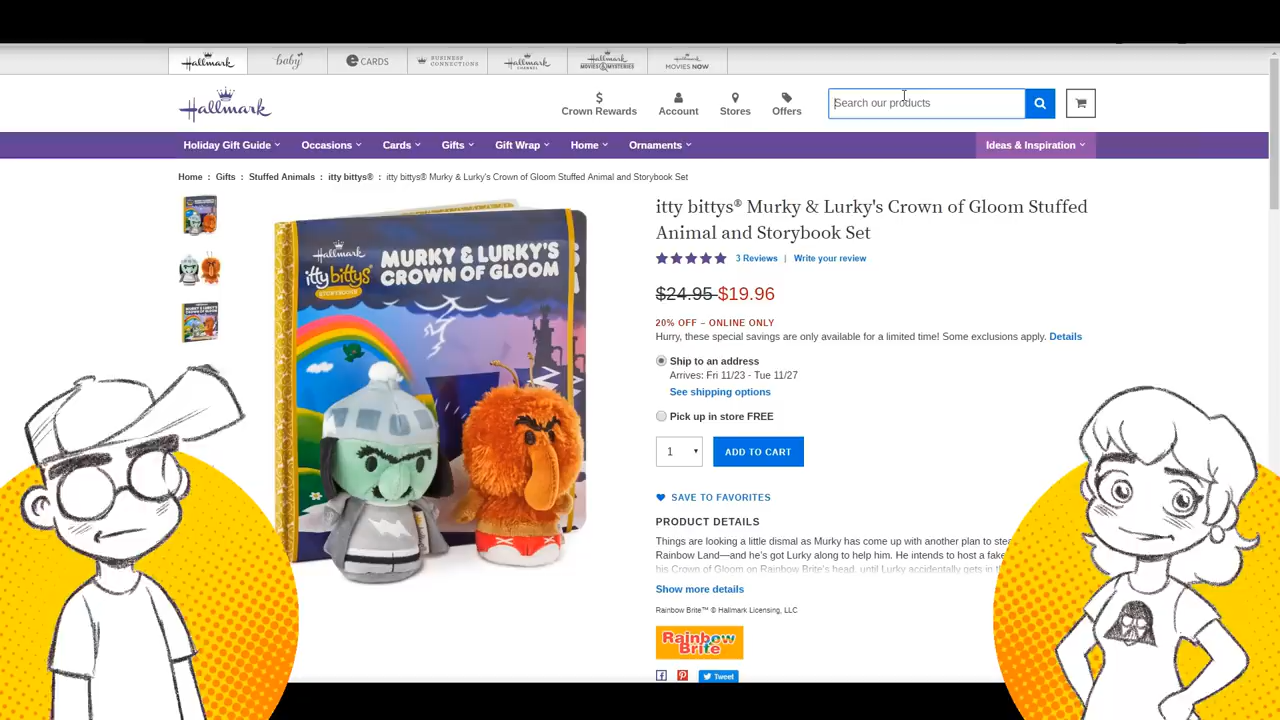 Hallmark
baby
eCARDS
BUSINESS CONNECTIONS
Hallmark CHANNEL
Hallmark MOVIES & MYSTERIES
Hallmark MOVIES NOW
Hallmark
$
Crown Rewards
Account
Stores
Offers
Search our products
Holiday Gift Guide
Occasions
Cards
Gifts
Gift Wrap
Home
Ornaments
Ideas & Inspiration
Home : Gifts : Stuffed Animals : itty bittys® : itty bittys® Murky & Lurky's Crown of Gloom Stuffed Animal and Storybook Set
Hallmark
itty bittys
STORYBOOK
MURKY & LURKY'S
CROWN OF GLOOM
itty bittys® Murky & Lurky's Crown of Gloom Stuffed
Animal and Storybook Set
3 Reviews | Write your review
$24.95 $19.96
20% OFF – ONLINE ONLY
Hurry, these special savings are only available for a limited time! Some exclusions apply. Details
Ship to an address
Arrives: Fri 11/23 - Tue 11/27
See shipping options
Pick up in store FREE
1
ADD TO CART
SAVE TO FAVORITES
PRODUCT DETAILS
Things are looking a little dismal as Murky has come up with another plan to
Rainbow Land—and he's got Lurky along to help him. He intends to host a fake
his Crown of Gloom on Rainbow Brite's head, until Lurky accidentally gets in
Show more details
Rainbow Brite™ © Hallmark Licensing, LLC
Rainbow
Brite
Tweet